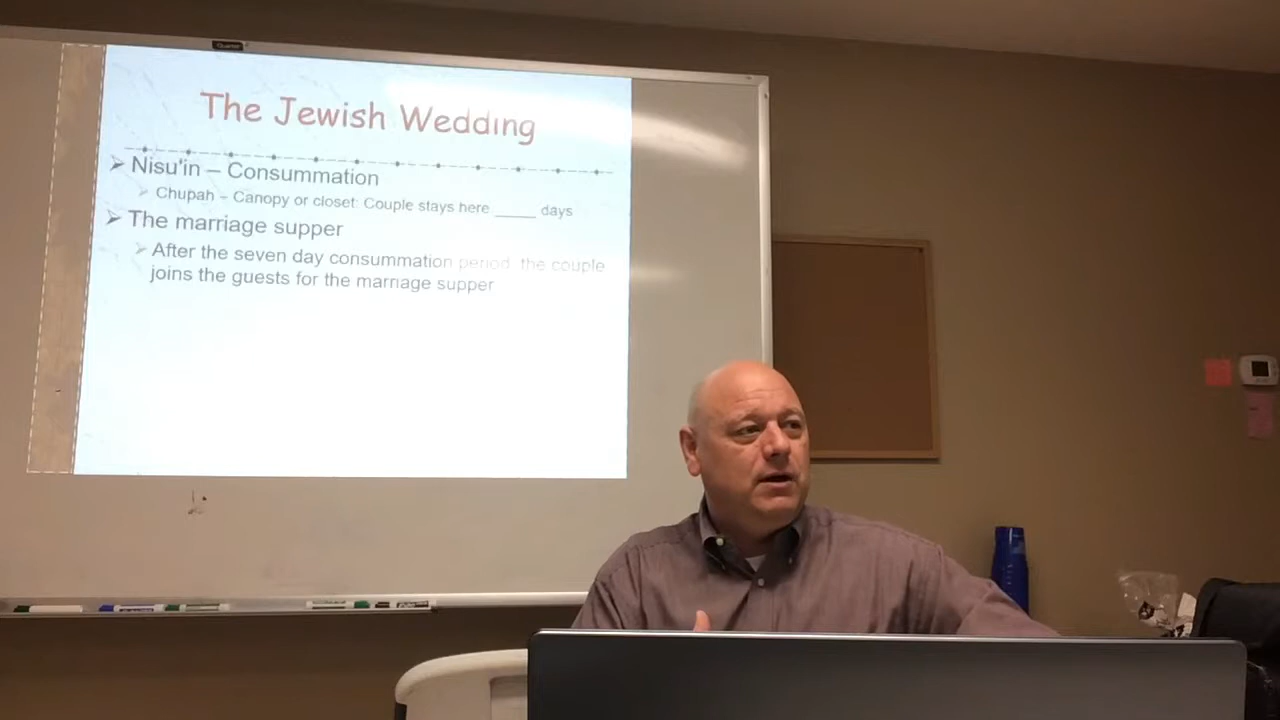 The Jewish Wedding
➢ Nisu'in – Consummation
➢ Chupah – Canopy or closet: Couple stays here _____ days
➢ The marriage supper
➢ After the seven day consummation period, the couple
joins the guests for the marriage supper